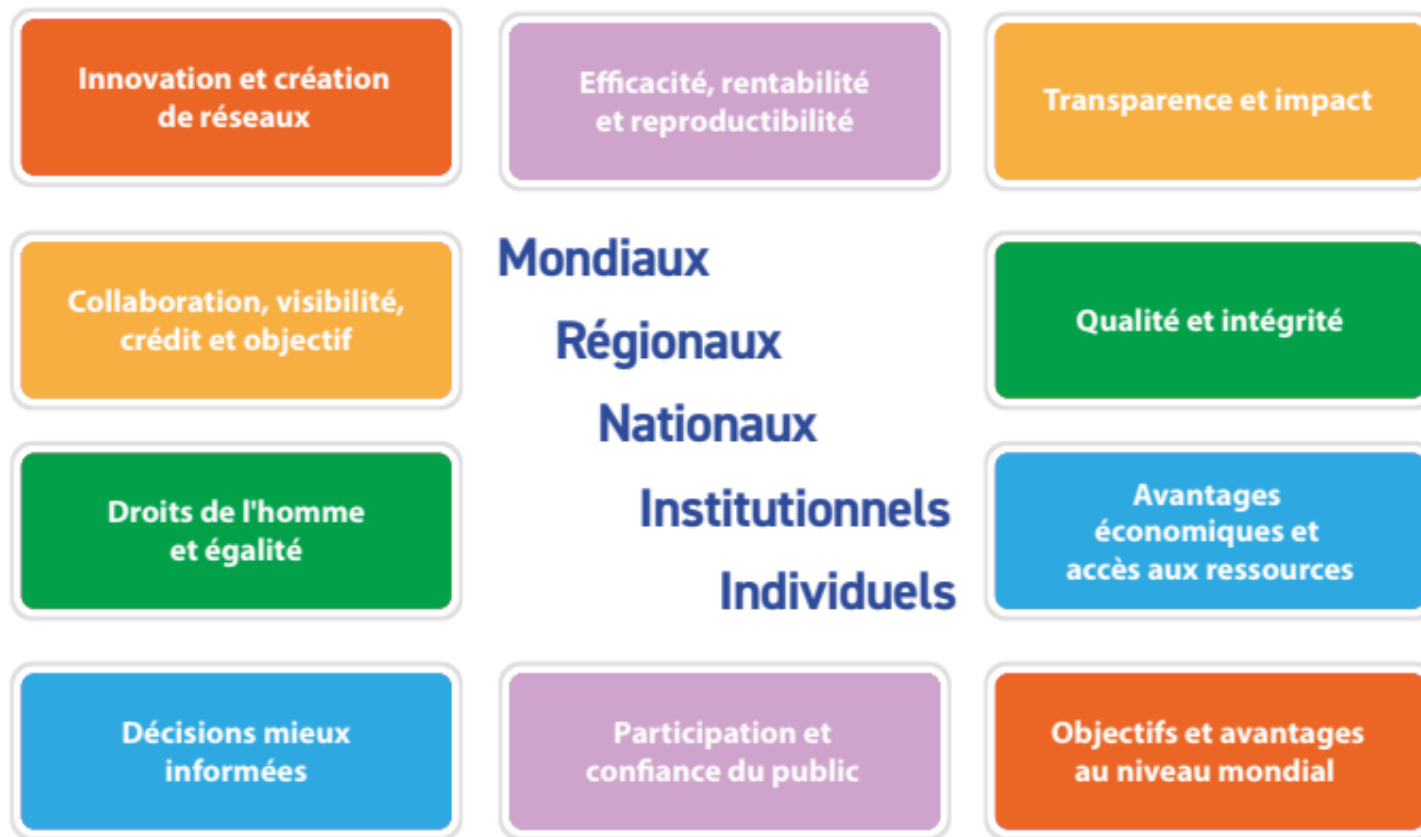 Innovation et création
de réseaux
Efficacité, rentabilité
et reproductibilité
Transparence et impact
Collaboration, visibilité,
crédit et objectif
Mondiaux
Régionaux
Nationaux
Institutionnels
Individuels
Qualité et intégrité
Droits de l'homme
et égalité
Avantages
économiques et
accès aux ressources
Décisions mieux
informées
Participation et
confiance du public
Objectifs et avantages
au niveau mondial